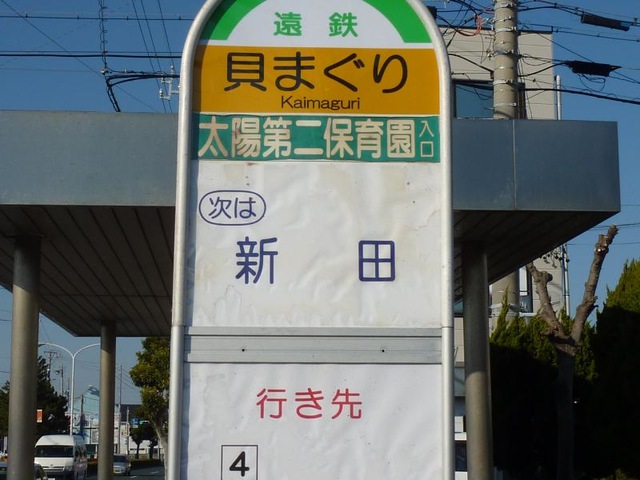 遠鉄
貝まぐり
Kaimaguri
太陽第二保育園入口
次は
新田
行き先
4